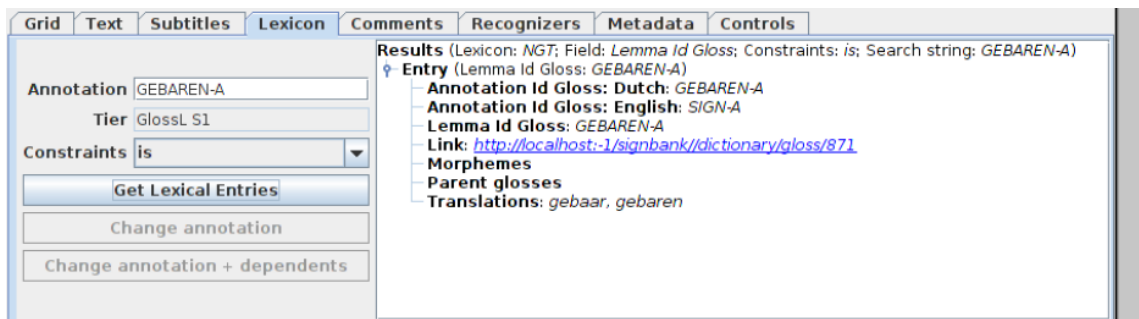 Grid Text Subtitles Lexicon Comments Recognizers Metadata Controls
Annotation GEBAREN-A
Tier GlossL S1
Constraints is
Get Lexical Entries
Change annotation
Change annotation + dependents
Results (Lexicon: NGT; Field: Lemma Id Gloss; Constraints: is; Search string: GEBAREN-A)
Entry (Lemma Id Gloss: GEBAREN-A)
Annotation Id Gloss: Dutch: GEBAREN-A
Annotation Id Gloss: English: SIGN-A
Lemma Id Gloss: GEBAREN-A
Link: http://localhost:-1/signbank//dictionary/gloss/871
Morphemes
Parent glosses
Translations: gebaar, gebaren